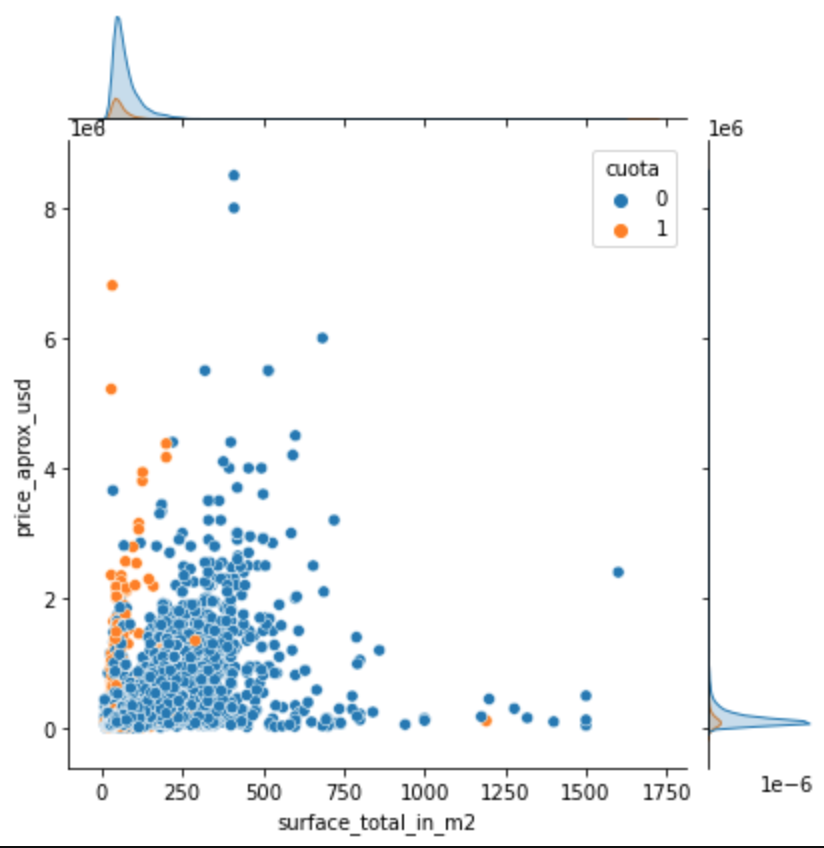 1e6
1e6
cuota
0
1
8
6
4
2
0
price_aprox_usd
0 250 500 750 1000 1250 1500 1750
1e−6
surface_total_in_m2